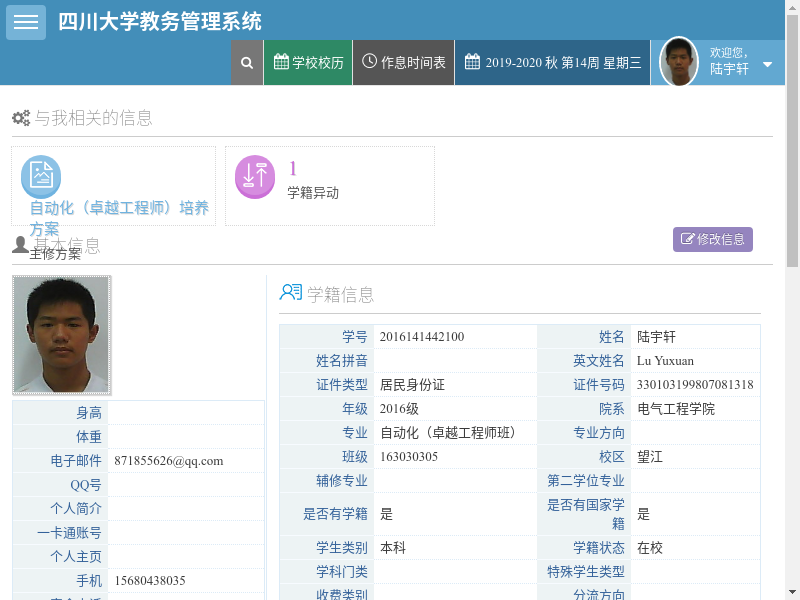 四川大学教务管理系统
学校校历
作息时间表
2019-2020 秋 第14周 星期三
欢迎您，
陆宇轩
与我相关的信息
自动化（卓越工程师）培养
方案
主修方案
1
学籍异动
基本信息
修改信息
学籍信息
身高
体重
电子邮件 871855626@qq.com
QQ号
个人简介
一卡通账号
个人主页
手机 15680438035
学号 2016141442100 姓名 陆宇轩
姓名拼音 英文姓名 Lu Yuxuan
证件类型 居民身份证 证件号码 330103199807081318
年级 2016级 院系 电气工程学院
专业 自动化（卓越工程师班） 专业方向
班级 163030305 校区 望江
辅修专业 第二学位专业
是否有学籍 是 是否有国家学
籍 是
学生类别 本科 学籍状态 在校
学科门类 特殊学生类型
收费类别 分流方向